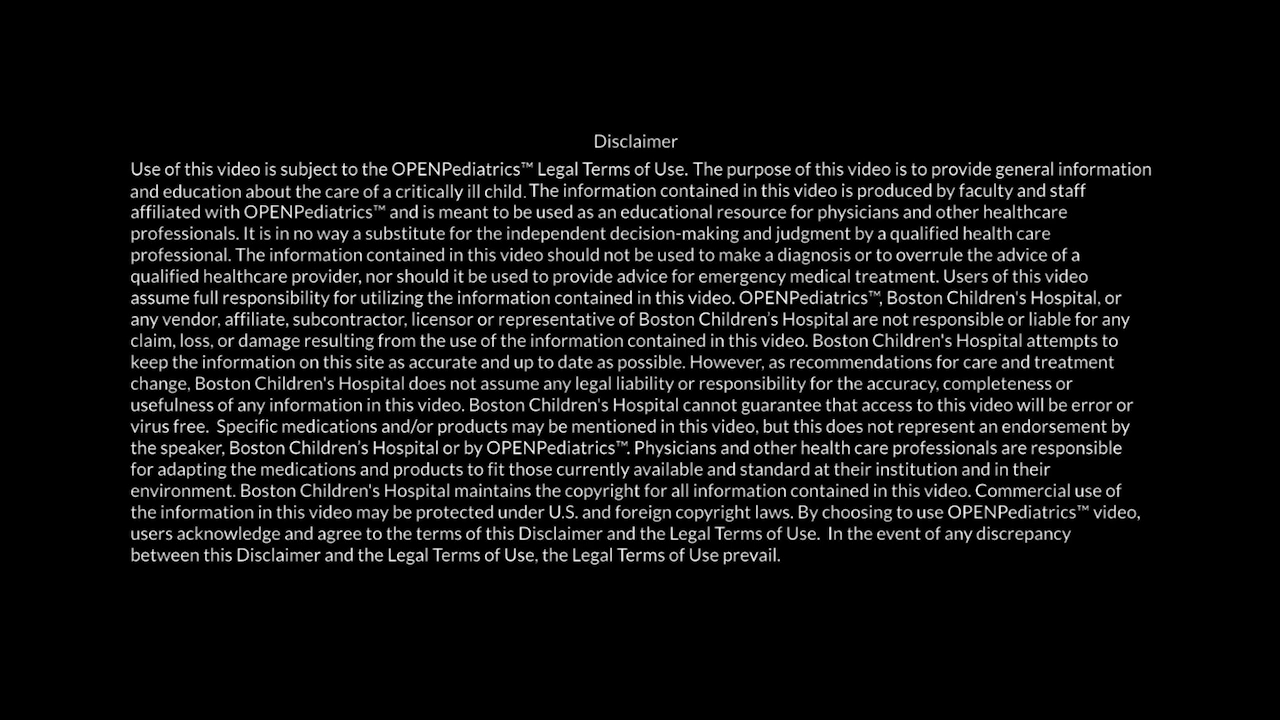 Disclaimer
Use of this video is subject to the OPENPediatrics™ Legal Terms of Use. The purpose of this video is to provide general information
and education about the care of a critically ill child. The information contained in this video is produced by faculty and staff
affiliated with OPENPediatrics™ and is meant to be used as an educational resource for physicians and other healthcare
professionals. It is in no way a substitute for the independent decision-making and judgment by a qualified health care
professional. The information contained in this video should not be used to make a diagnosis or to overrule the advice of a
qualified healthcare provider, nor should it be used to provide advice for emergency medical treatment. Users of this video
assume full responsibility for utilizing the information contained in this video. OPENPediatrics™, Boston Children's Hospital, or
any vendor, affiliate, subcontractor, licensor or representative of Boston Children’s Hospital are not responsible or liable for any
claim, loss, or damage resulting from the use of the information contained in this video. Boston Children's Hospital attempts to
keep the information on this site as accurate and up to date as possible. However, as recommendations for care and treatment
change, Boston Children's Hospital does not assume any legal liability or responsibility for the accuracy, completeness or
usefulness of any information in this video. Boston Children's Hospital cannot guarantee that access to this video will be error or
virus free.  Specific medications and/or products may be mentioned in this video, but this does not represent an endorsement by
the speaker, Boston Children’s Hospital or by OPENPediatrics™. Physicians and other health care professionals are responsible
for adapting the medications and products to fit those currently available and standard at their institution and in their
environment. Boston Children's Hospital maintains the copyright for all information contained in this video. Commercial use of
the information in this video may be protected under U.S. and foreign copyright laws. By choosing to use OPENPediatrics™ video,
users acknowledge and agree to the terms of this Disclaimer and the Legal Terms of Use.  In the event of any discrepancy
between this Disclaimer and the Legal Terms of Use, the Legal Terms of Use prevail.